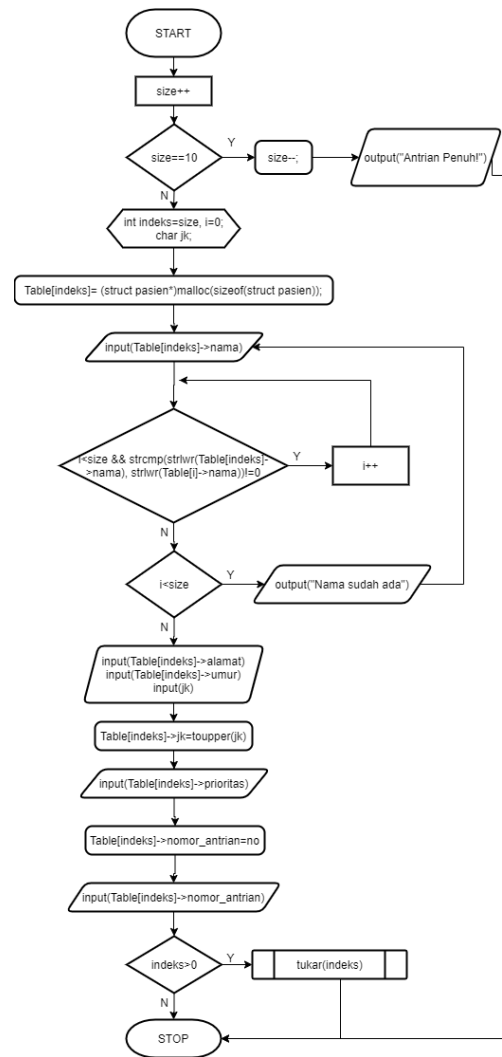 START
size++
size==10
Y
size--;
output("Antrian Penuh!")
N
int indeks=size, i=0;
char jk;
Table[indeks]= (struct pasien*)malloc(sizeof(struct pasien));
input(Table[indeks]->nama)
i<size && strcmp(strlwr(Table[indeks]-
>nama), strlwr(Table[i]->nama))!=0
Y
i++
N
i<size
Y
output("Nama sudah ada")
N
input(Table[indeks]->alamat)
input(Table[indeks]->umur)
input(jk)
Table[indeks]->jk=toupper(jk)
input(Table[indeks]->prioritas)
Table[indeks]->nomor_antrian=no
input(Table[indeks]->nomor_antrian)
indeks>0
Y
tukar(indeks)
N
STOP